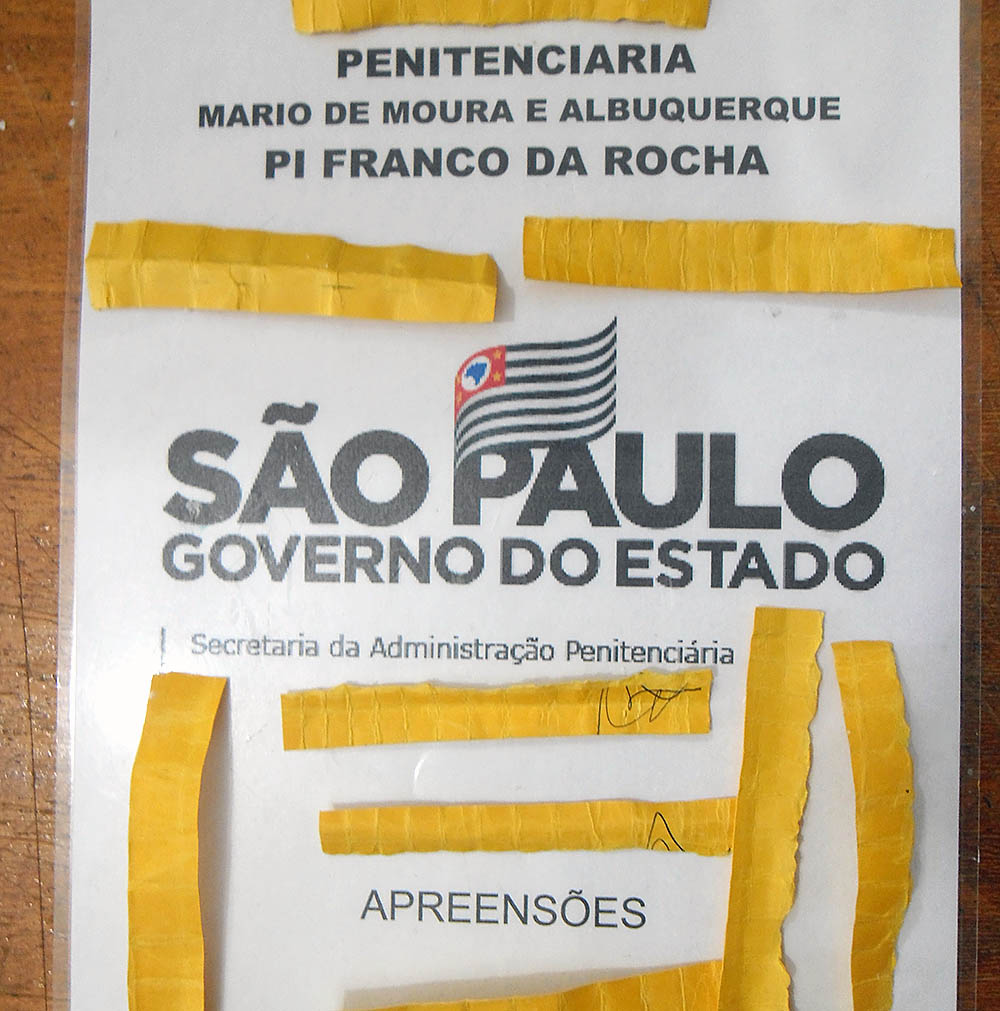 PENITENCIARIA
MARIO DE MOURA E ALBUQUERQUE
PI FRANCO DA ROCHA
SÃO PAULO
GOVERNO DO ESTADO
Secretaria da Administração Penitenciária
APREENSÕES